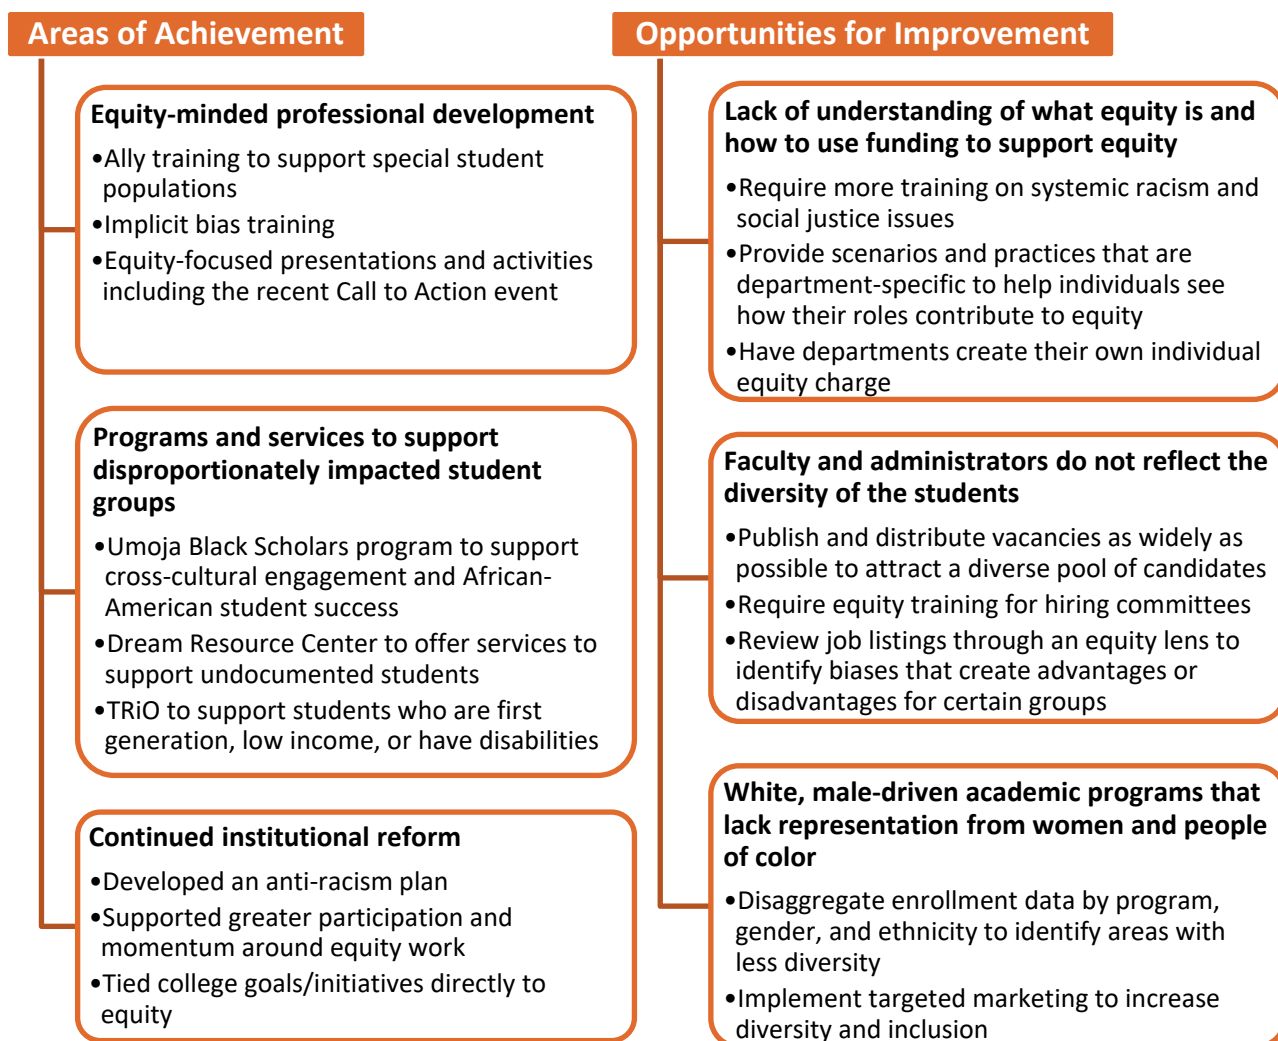 Areas of Achievement
Equity-minded professional development
•Ally training to support special student
populations
•Implicit bias training
•Equity-focused presentations and activities
including the recent Call to Action event
Programs and services to support
disproportionately impacted student
groups
•Umoja Black Scholars program to support
cross-cultural engagement and African-
American student success
•Dream Resource Center to offer services to
support undocumented students
•TRiO to support students who are first
generation, low income, or have disabilities
Continued institutional reform
•Developed an anti-racism plan
•Supported greater participation and
momentum around equity work
•Tied college goals/initiatives directly to
equity
Opportunities for Improvement
Lack of understanding of what equity is and
how to use funding to support equity
•Require more training on systemic racism and
social justice issues
•Provide scenarios and practices that are
department-specific to help individuals see
how their roles contribute to equity
•Have departments create their own individual
equity charge
Faculty and administrators do not reflect the
diversity of the students
•Publish and distribute vacancies as widely as
possible to attract a diverse pool of candidates
•Require equity training for hiring committees
•Review job listings through an equity lens to
identify biases that create advantages or
disadvantages for certain groups
White, male-driven academic programs that
lack representation from women and people
of color
•Disaggregate enrollment data by program,
gender, and ethnicity to identify areas with
less diversity
•Implement targeted marketing to increase
diversity and inclusion